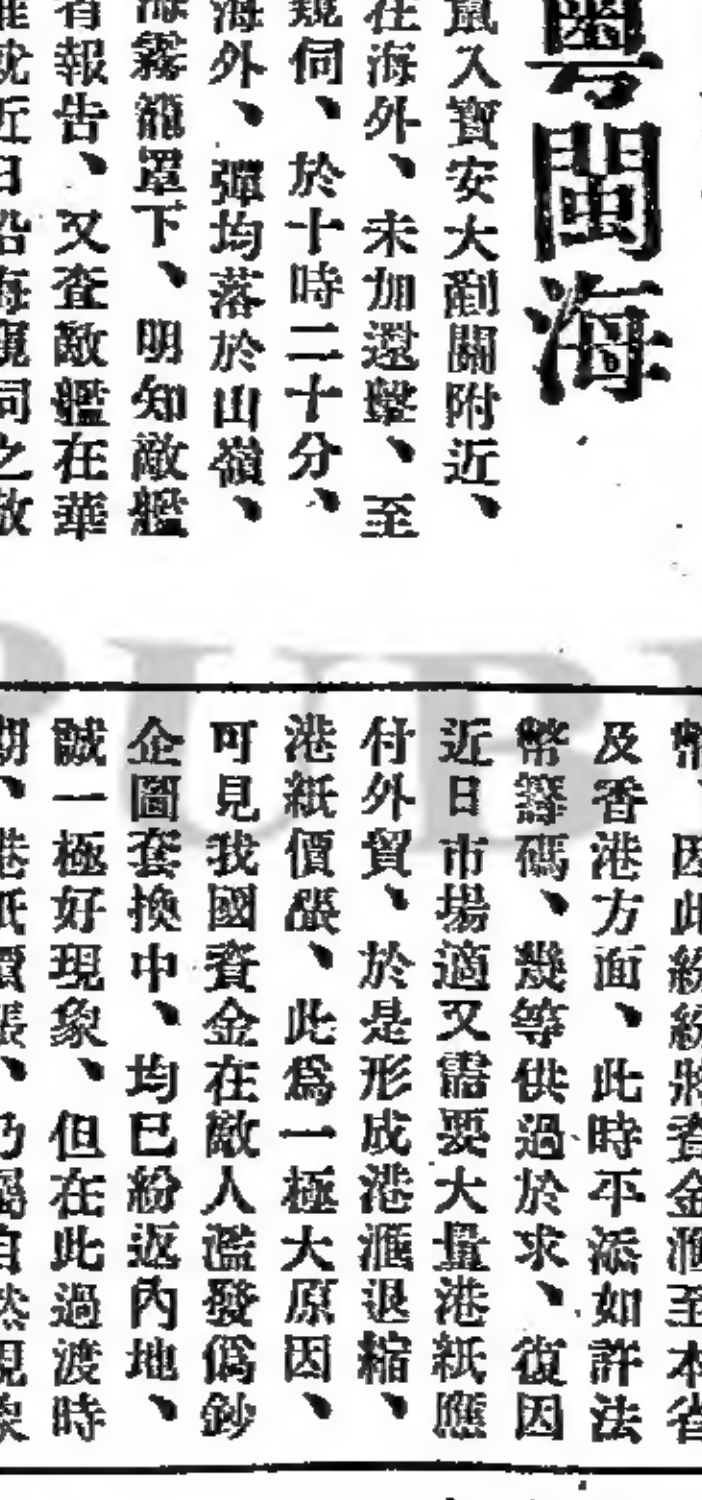 粵閩海
鼠入寶安大剷關附近、
在海外、未加還擊、至
窺伺、於十時二十分、
海外、彈均落於山嶺、
海霧籠罩下、明知敵艦
有報告、又查敵艦在華
近日沿海窺伺之敵
幣、因此紛紛將資金匯至本省
及香港方面、此時平添如許法
幣籌碼、幾等供過於求、復因
近日市場適又需要大量港紙應
付外貿、於是形成港滙退縮、
港紙價漲、此爲一極大原因、
可見我國資金在敵人濫發僞鈔
企圖套換中、均已紛返內地、
誠一極好現象、但在此過渡時
期、港紙價漲、乃屬自然現象